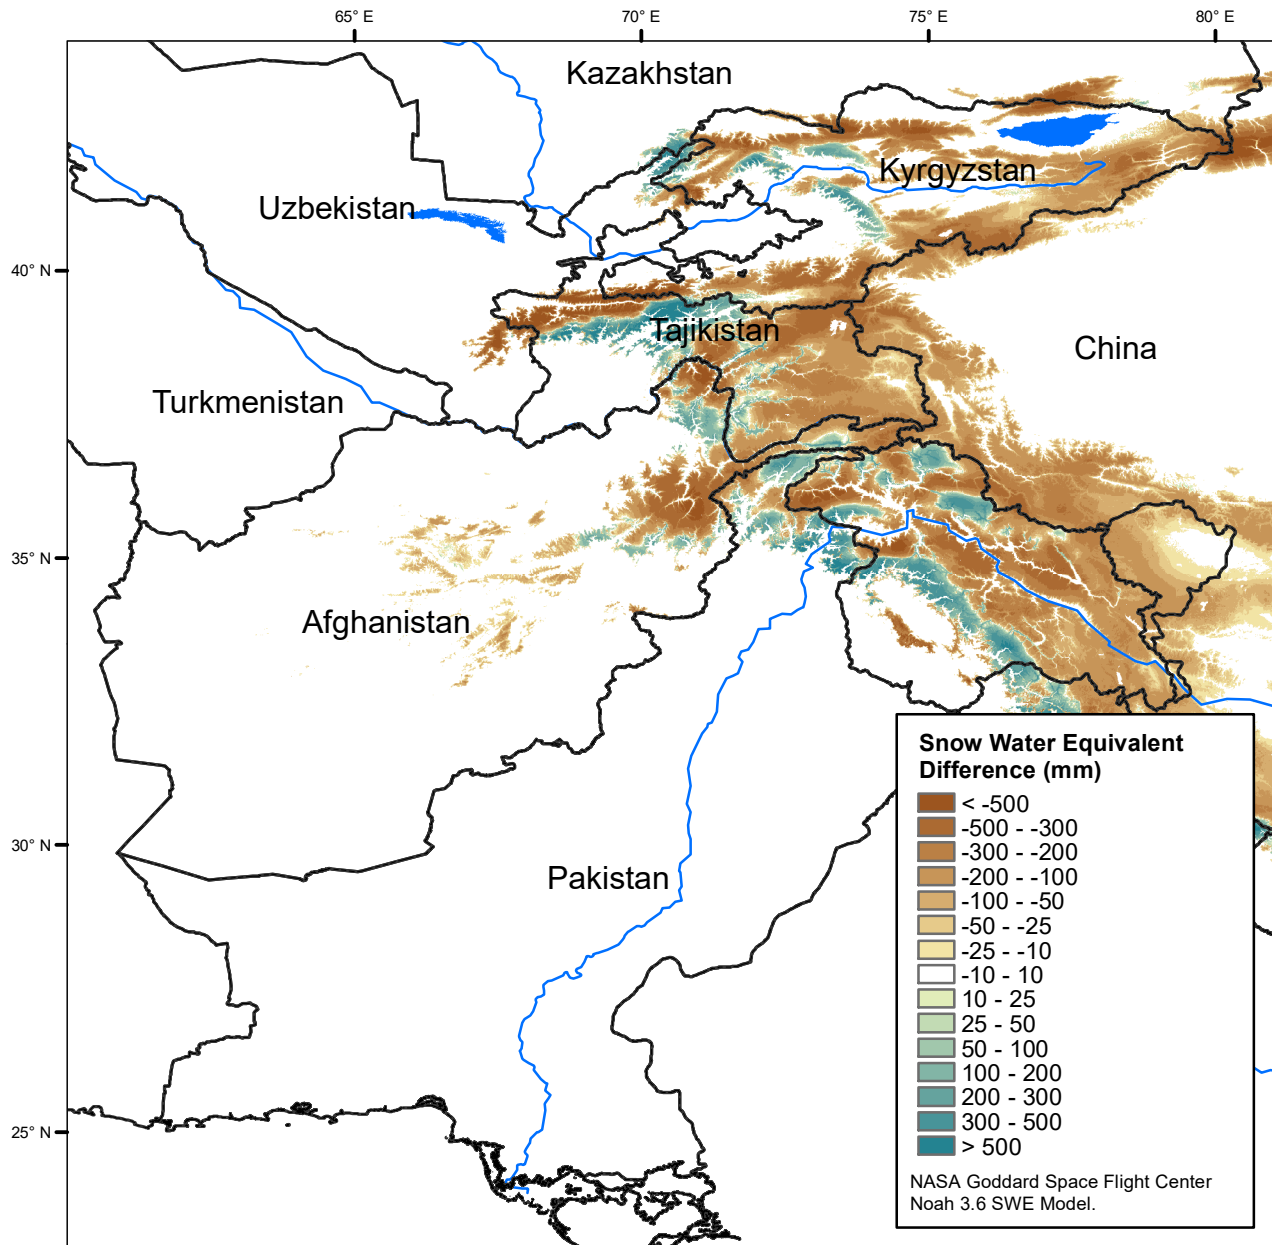 65° E
70° E
75° E
80° E
Kazakhstan
Kyrgyzstan
Uzbekistan
40° N
Tajikistan
China
Turkmenistan
35° N
Afghanistan
30° N
Pakistan
25° N
Snow Water Equivalent
Difference (mm)
< -500
-500 - -300
-300 - -200
-200 - -100
-100 - -50
-50 - -25
-25 - -10
-10 - 10
10 - 25
25 - 50
50 - 100
100 - 200
200 - 300
300 - 500
> 500
NASA Goddard Space Flight Center
Noah 3.6 SWE Model.